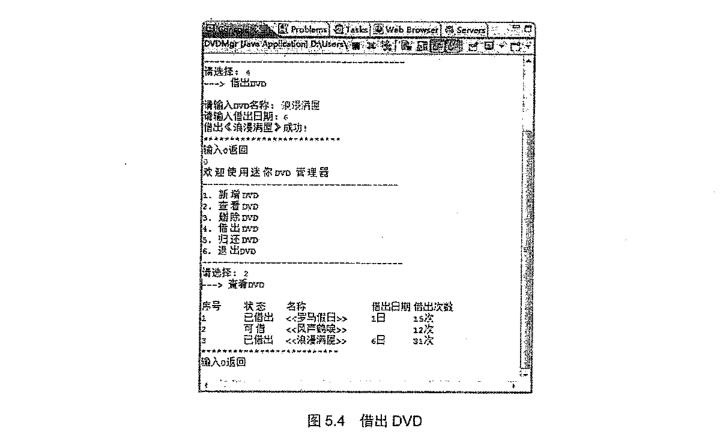 Problems Tasks Web Browser Servers
DVDMgr [Java Application] D:\Users\
请选择: 4
---> 借出DVD
请输入DVD名称: 浪漫满屋
请输入借出日期: 6
借出《浪漫满屋》成功!
****************************
输入0返回
0
欢迎使用迷你DVD 管理器
1. 新增DVD
2. 查看DVD
3. 删除DVD
4. 借出DVD
5. 归还DVD
6. 退出DVD
请选择: 2
---> 查看DVD
序号 状态 名称 借出日期 借出次数
1 已借出 <<罗马假日>> 1日 15次
2 可借 <<风声鹤唳>> 12次
3 已借出 <<浪漫满屋>> 6日 31次
****************************
输入0返回
图 5.4 借出 DVD